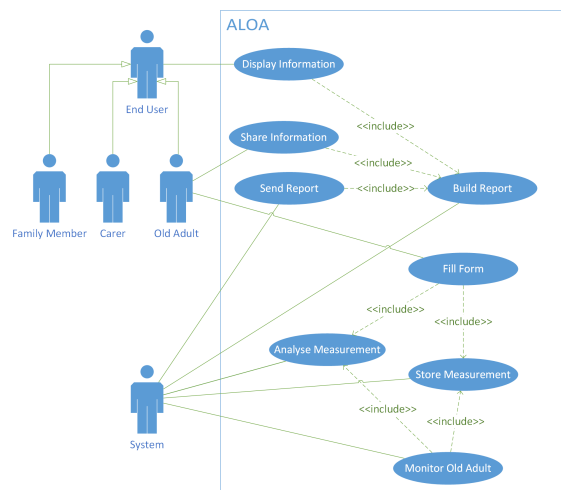 ALOA
Display Information
End User
<<include>>
Share Information
<<include>>
Send Report
<<include>>
Build Report
Family Member
Carer
Old Adult
Fill Form
<<include>>
<<include>>
Analyse Measurement
Store Measurement
<<include>>
<<include>>
System
Monitor Old Adult